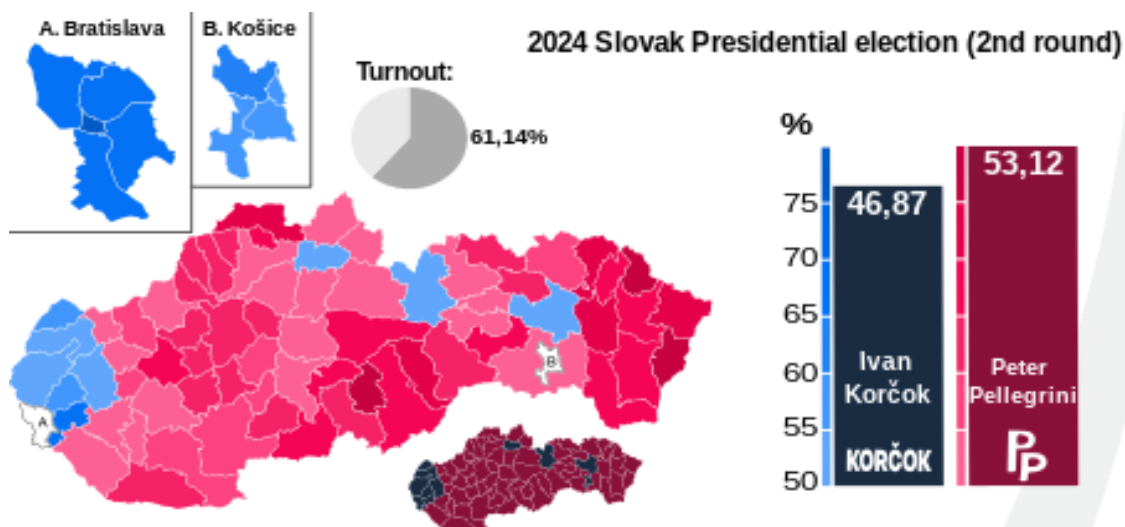 A. Bratislava
B. Košice
2024 Slovak Presidential election (2nd round)
Turnout:
61,14%
%
75
70
65
60
55
50
46,87
Ivan
Korčok
KORČOK
53,12
Peter
Pellegrini
PP
A
B